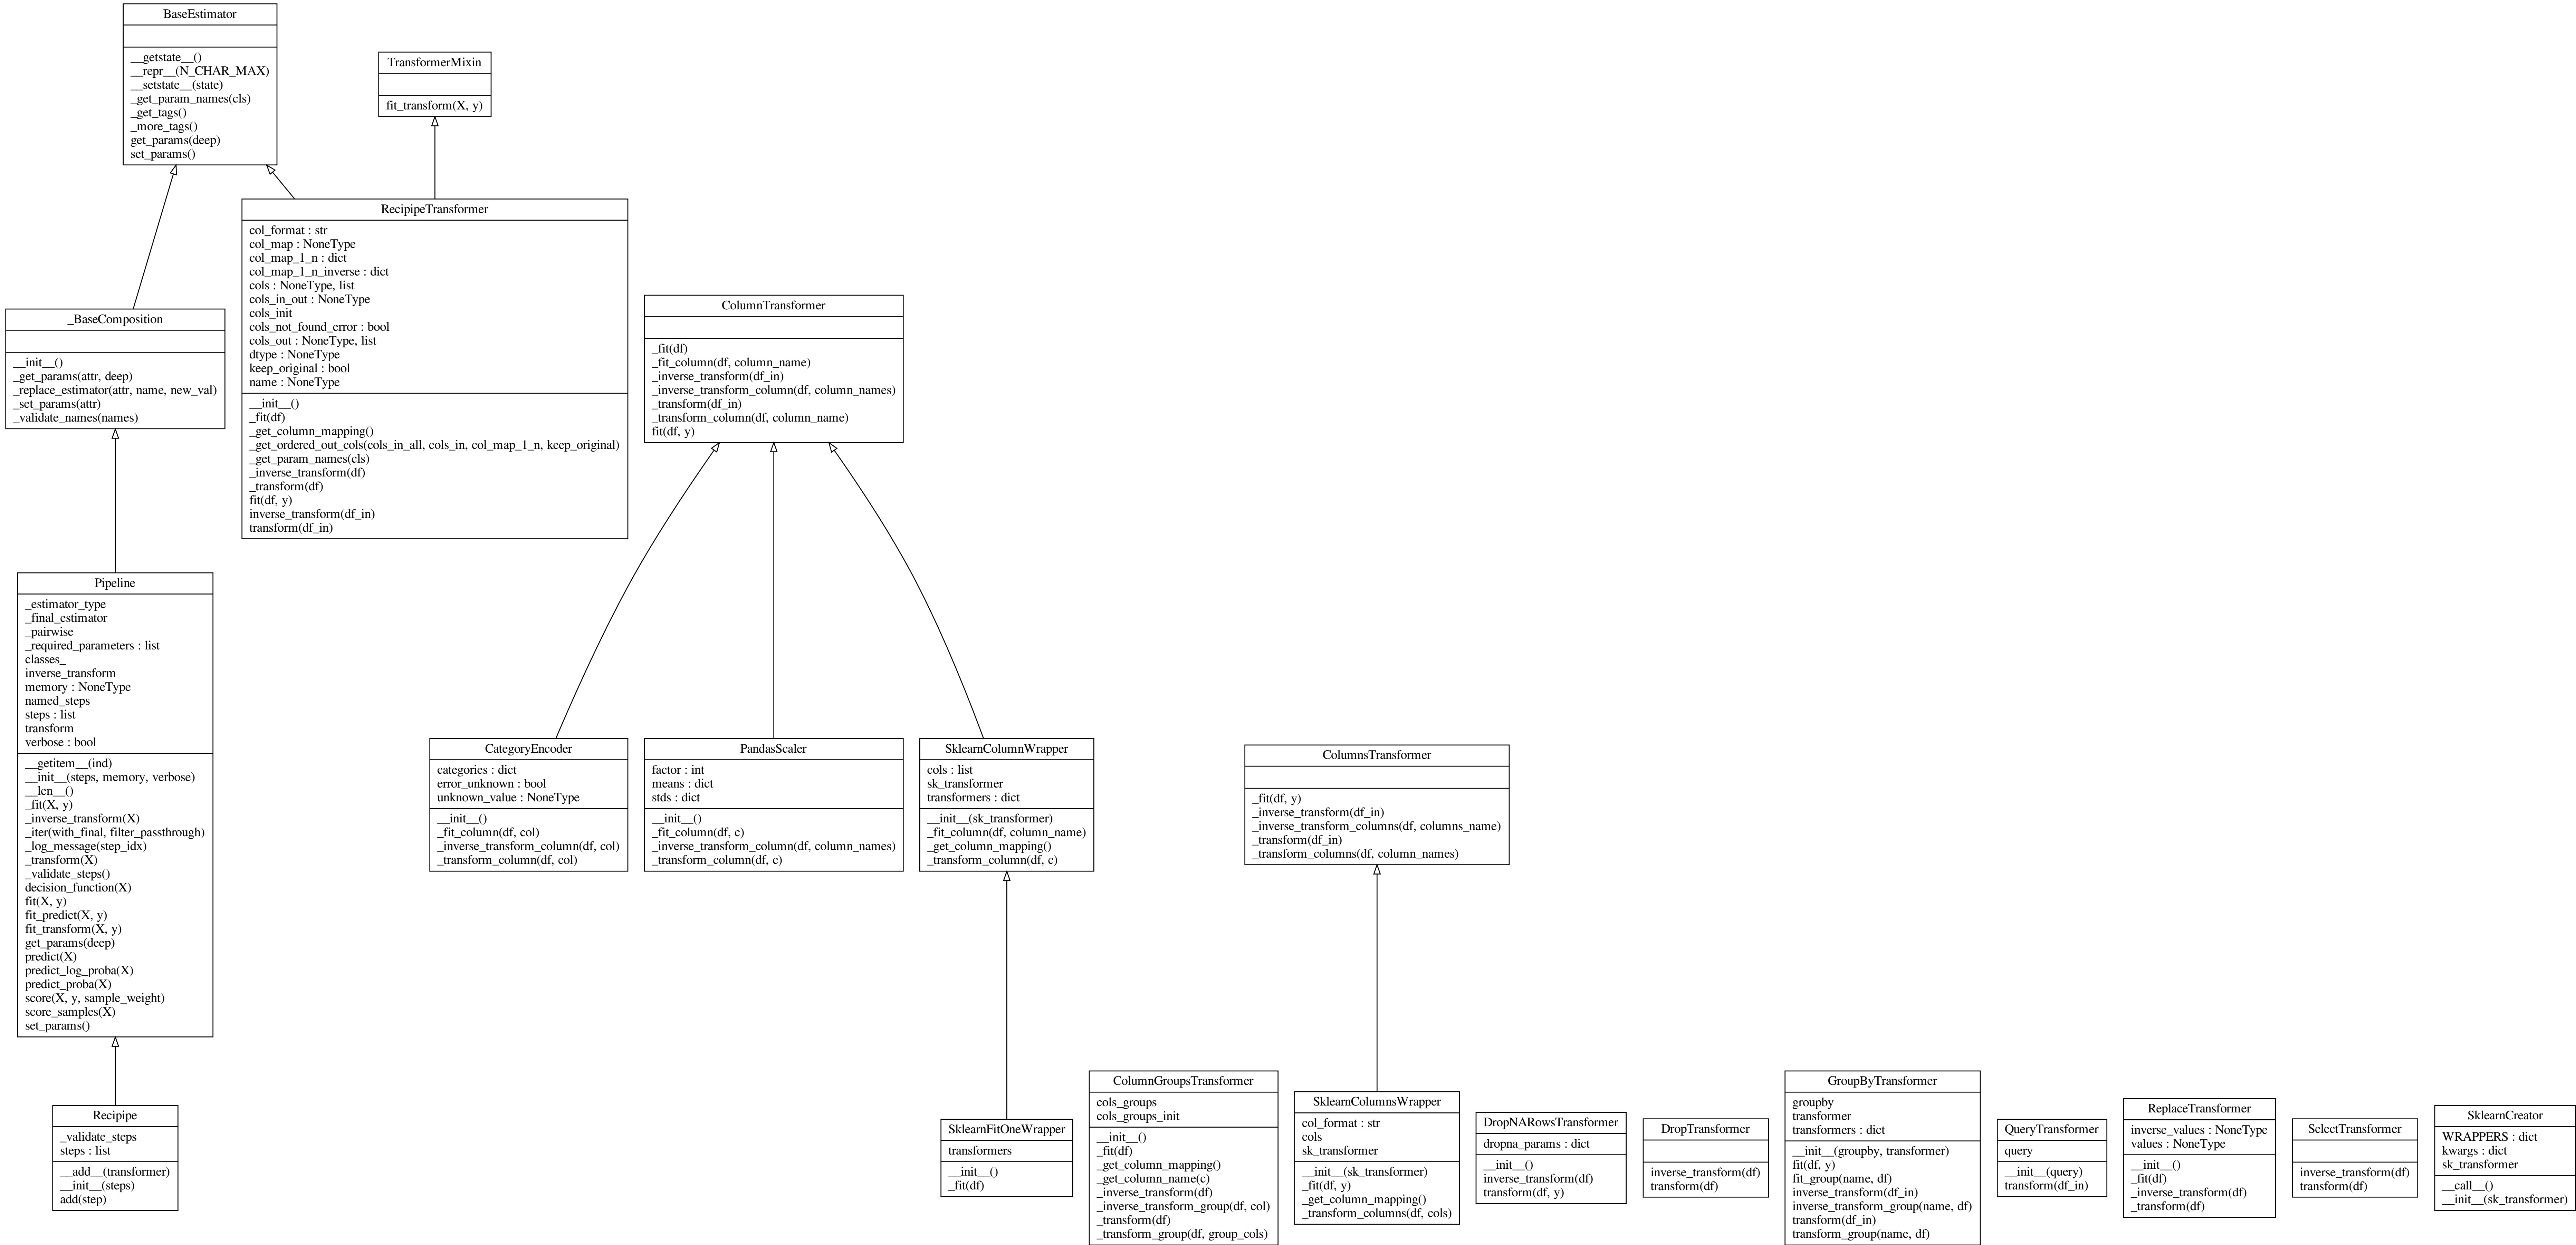 BaseEstimator
__getstate__()
__repr__(N_CHAR_MAX)
__setstate__(state)
_get_param_names(cls)
_get_tags()
_more_tags()
get_params(deep)
set_params()
TransformerMixin
fit_transform(X, y)
RecipipeTransformer
col_format : str
col_map : NoneType
col_map_1_n : dict
col_map_1_n_inverse : dict
cols : NoneType, list
cols_in_out : NoneType
cols_init
cols_not_found_error : bool
cols_out : NoneType, list
dtype : NoneType
keep_original : bool
name : NoneType
__init__()
_fit(df)
_get_column_mapping()
_get_ordered_out_cols(cols_in_all, cols_in, col_map_1_n, keep_original)
_get_param_names(cls)
_inverse_transform(df)
_transform(df)
fit(df, y)
inverse_transform(df_in)
transform(df_in)
_BaseComposition
__init__()
_get_params(attr, deep)
_replace_estimator(attr, name, new_val)
_set_params(attr)
_validate_names(names)
ColumnTransformer
_fit(df)
_fit_column(df, column_name)
_inverse_transform(df_in)
_inverse_transform_column(df, column_names)
_transform(df_in)
_transform_column(df, column_name)
fit(df, y)
Pipeline
_estimator_type
_final_estimator
_pairwise
_required_parameters : list
classes_
inverse_transform
memory : NoneType
named_steps
steps : list
transform
verbose : bool
__getitem__(ind)
__init__(steps, memory, verbose)
__len__()
_fit(X, y)
_inverse_transform(X)
_iter(with_final, filter_passthrough)
_log_message(step_idx)
_transform(X)
_validate_steps()
decision_function(X)
fit(X, y)
fit_predict(X, y)
fit_transform(X, y)
get_params(deep)
predict(X)
predict_log_proba(X)
predict_proba(X)
score(X, y, sample_weight)
score_samples(X)
set_params()
CategoryEncoder
categories : dict
error_unknown : bool
unknown_value : NoneType
__init__()
_fit_column(df, col)
_inverse_transform_column(df, col)
_transform_column(df, col)
PandasScaler
factor : int
means : dict
stds : dict
__init__()
_fit_column(df, c)
_inverse_transform_column(df, column_names)
_transform_column(df, c)
SklearnColumnWrapper
cols : list
sk_transformer
transformers : dict
__init__(sk_transformer)
_fit_column(df, column_name)
_get_column_mapping()
_transform_column(df, c)
ColumnsTransformer
_fit(df, y)
_inverse_transform(df_in)
_inverse_transform_columns(df, columns_name)
_transform(df_in)
_transform_columns(df, column_names)
Recipipe
_validate_steps
steps : list
__add__(transformer)
__init__(steps)
add(step)
SklearnFitOneWrapper
transformers
__init__()
_fit(df)
ColumnGroupsTransformer
cols_groups
cols_groups_init
__init__()
_fit(df)
_get_column_mapping()
_get_column_name(c)
_inverse_transform(df)
_inverse_transform_group(df, col)
_transform(df)
_transform_group(df, group_cols)
SklearnColumnsWrapper
col_format : str
cols
sk_transformer
__init__(sk_transformer)
_fit(df, y)
_get_column_mapping()
_transform_columns(df, cols)
DropNARowsTransformer
dropna_params : dict
__init__()
inverse_transform(df)
transform(df, y)
DropTransformer
inverse_transform(df)
transform(df)
GroupByTransformer
groupby
transformer
transformers : dict
__init__(groupby, transformer)
fit(df, y)
fit_group(name, df)
inverse_transform(df_in)
inverse_transform_group(name, df)
transform(df_in)
transform_group(name, df)
QueryTransformer
query
__init__(query)
transform(df_in)
ReplaceTransformer
inverse_values : NoneType
values : NoneType
__init__()
_fit(df)
_inverse_transform(df)
_transform(df)
SelectTransformer
inverse_transform(df)
transform(df)
SklearnCreator
WRAPPERS : dict
kwargs : dict
sk_transformer
__call__()
__init__(sk_transformer)